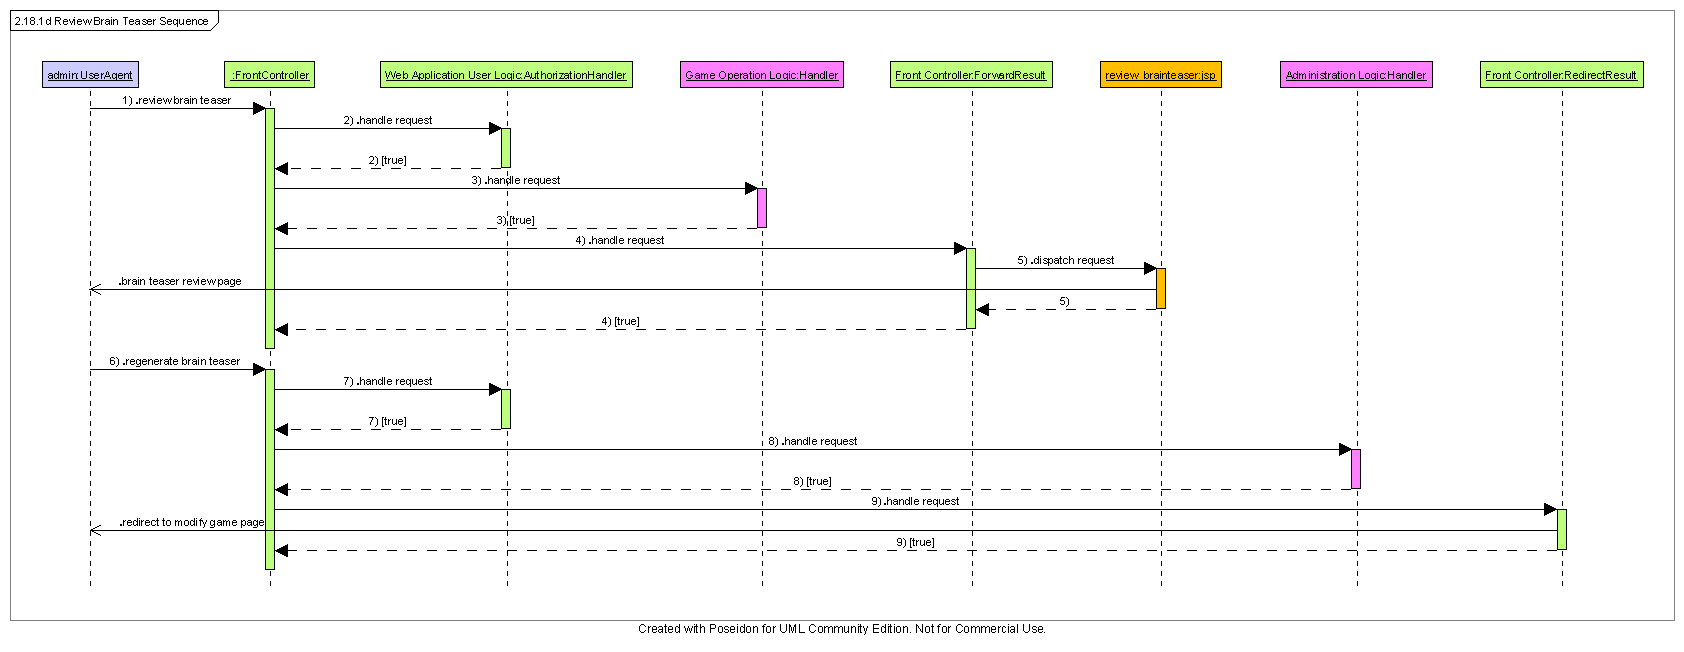 2.18.1d Review Brain Teaser Sequence
admin:UserAgent
:FrontController
Web Application User Logic:AuthorizationHandler
Game Operation Logic:Handler
Front Controller:ForwardResult
review brainteaser:jsp
Administration Logic:Handler
Front Controller:RedirectResult
1) .review brain teaser
2) .handle request
2) [true]
3) .handle request
3) [true]
4) .handle request
5) .dispatch request
.brain teaser review page
5)
4) [true]
6) .regenerate brain teaser
7) .handle request
7) [true]
8) .handle request
8) [true]
9) .handle request
.redirect to modify game page
9) [true]
Created with Poseidon for UML Community Edition. Not for Commercial Use.